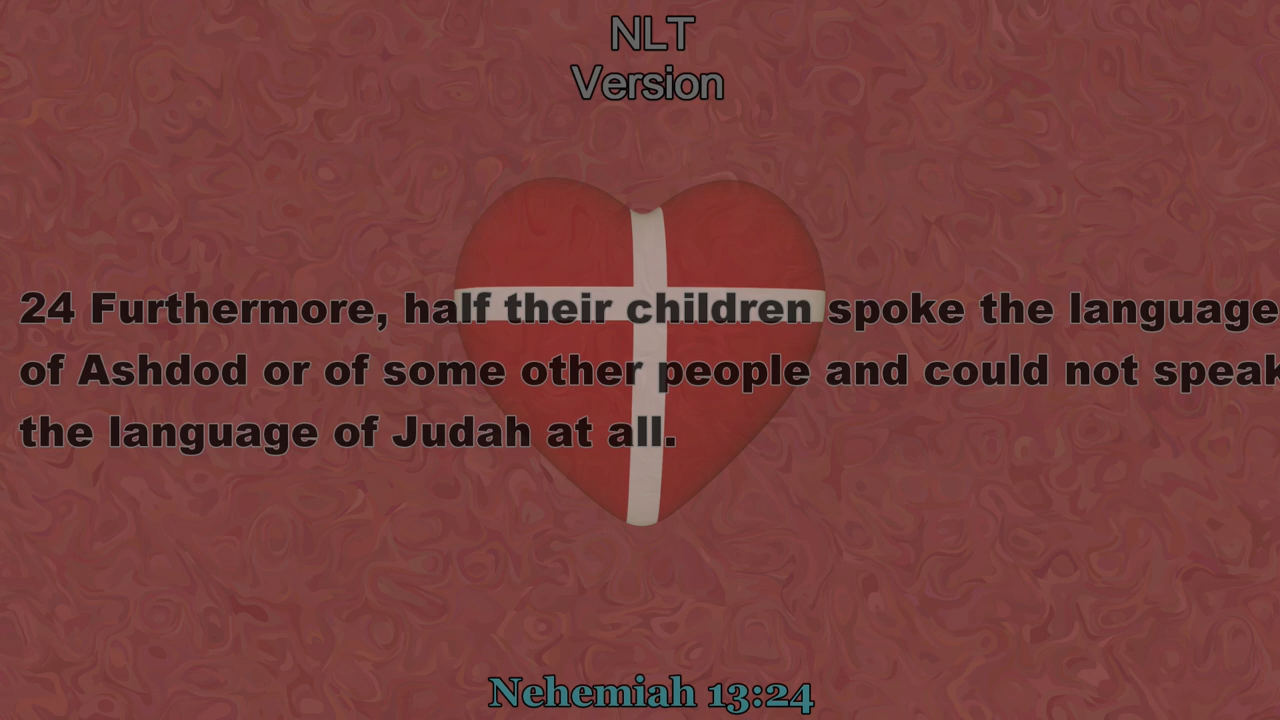 NLT
Version
24 Furthermore, half their children spoke the language
of Ashdod or of some other people and could not speak
the language of Judah at all.
Nehemiah 13:24